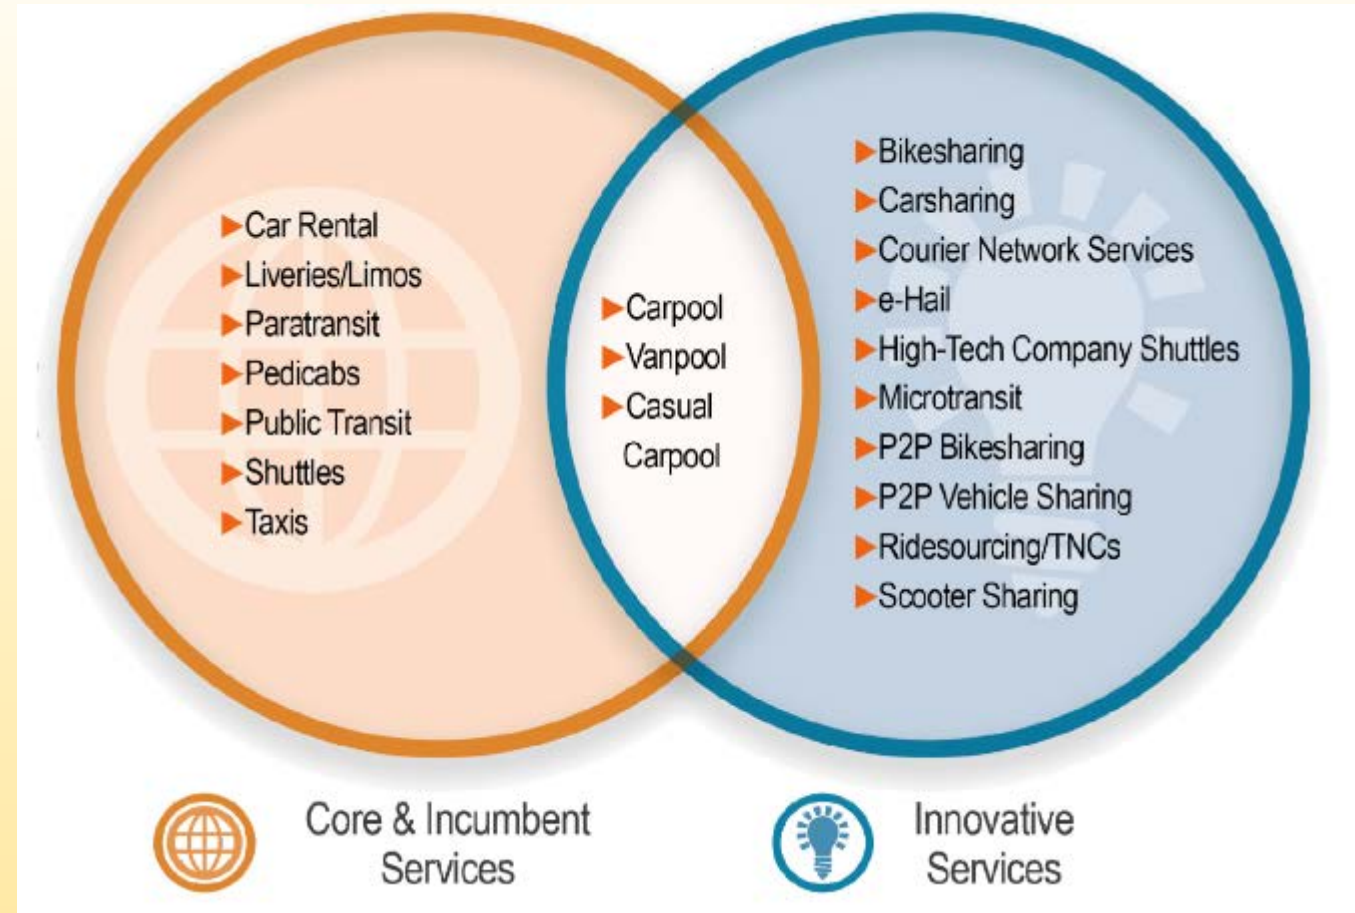 Car Rental
Liveries/Limos
Paratransit
Pedicabs
Public Transit
Shuttles
Taxis
Carpool
Vanpool
Casual
Carpool
Bikesharing
Carsharing
Courier Network Services
e-Hail
High-Tech Company Shuttles
Microtransit
P2P Bikesharing
P2P Vehicle Sharing
Ridesourcing/TNCs
Scooter Sharing
Core & Incumbent
Services
Innovative
Services